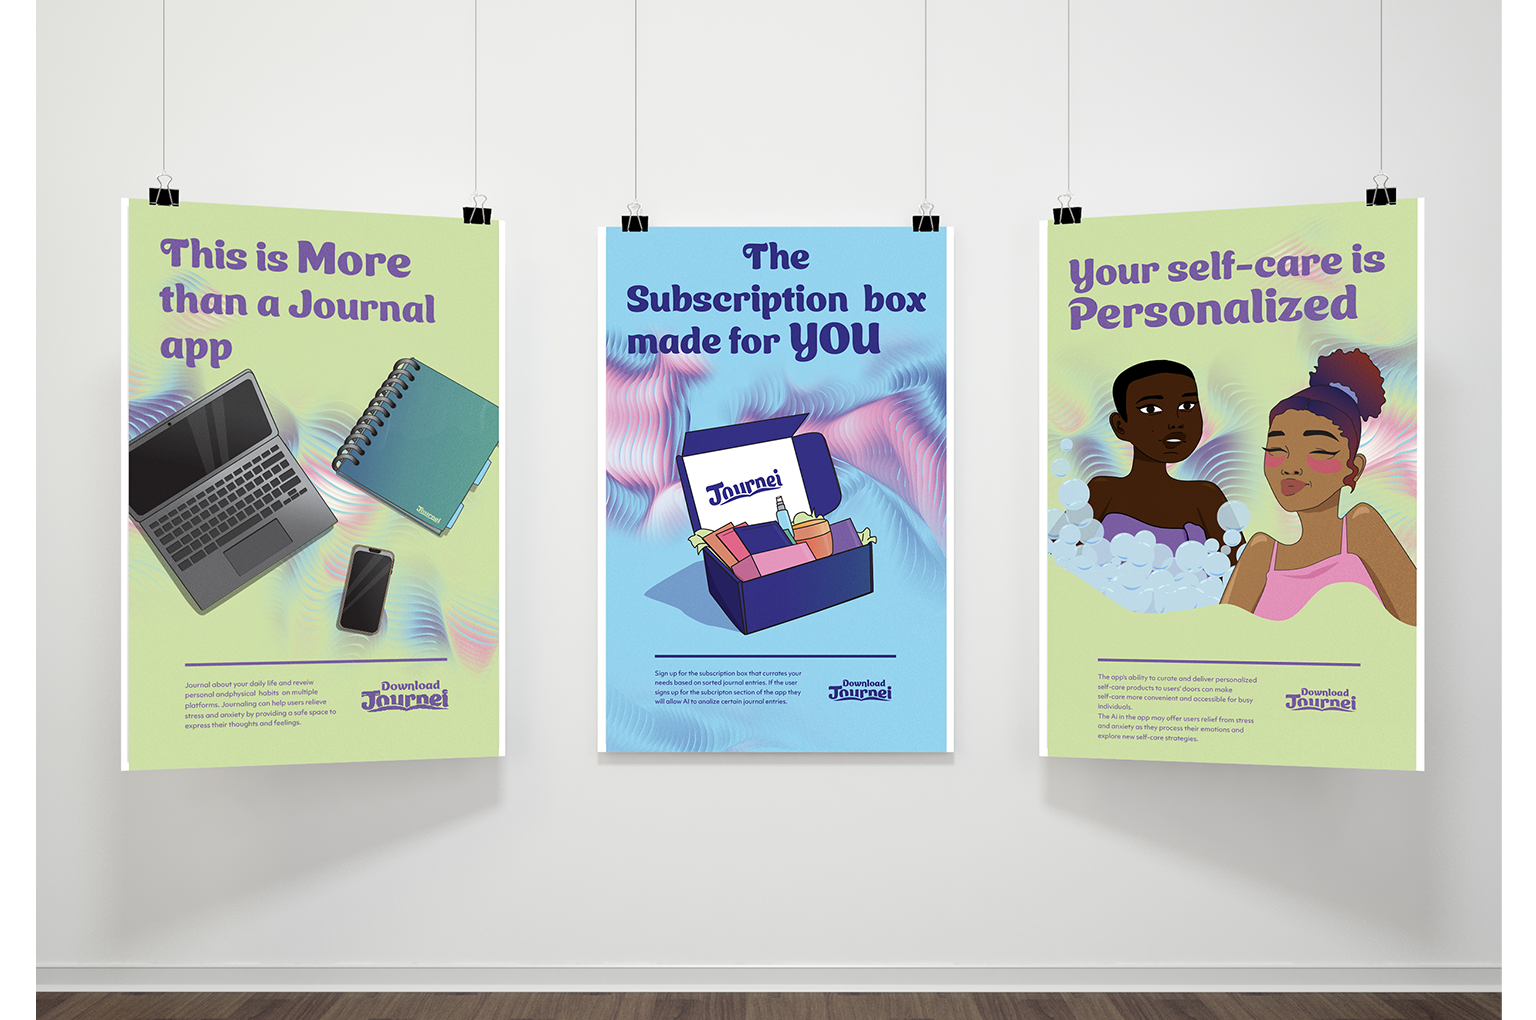 This is More
than a Journal
app
Journei
Journal about your daily life and reveiw
personal andphysical habits on multiple
platforms. Journaling can help users relieve
stress and anxiety by providing a safe space to
express their thoughts and feelings.
Download
Journei
The
Subscription box
made for YOU
Journei
Sign up for the subscription box that currates your
needs based on sorted journal entries. If the user
signs up for the subcripton section of the app they
will allow AI to analize certain journal entries.
Download
Journei
Your self-care is
Personalized
The app's ability to curate and deliver personalized
self-care products to users' doors can make
self-care more convenient and accessible for busy
individuals.
The Ai in the app may offer users relief from stress
and anxiety as they process their emotions and
explore new self-care strategies.
Download
Journei